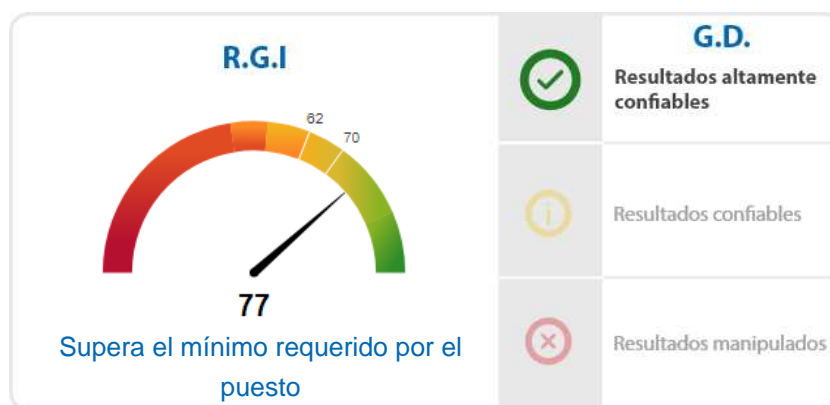 R.G.I
62
70
77
Supera el mínimo requerido por el
puesto
G.D.
Resultados altamente
confiables
Resultados confiables
Resultados manipulados